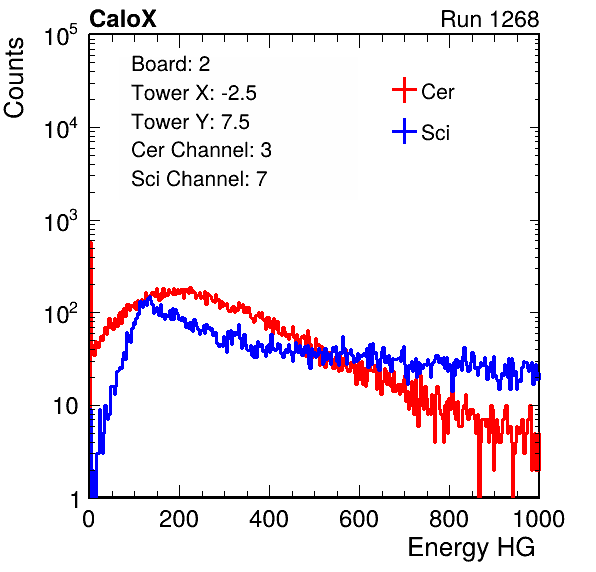 CaloX Run 1268
Counts
10^5
10^4
10^3
10^2
10
1
Board: 2
Tower X: -2.5
Tower Y: 7.5
Cer Channel: 3
Sci Channel: 7
Cer
Sci
0 200 400 600 800 1000
Energy HG